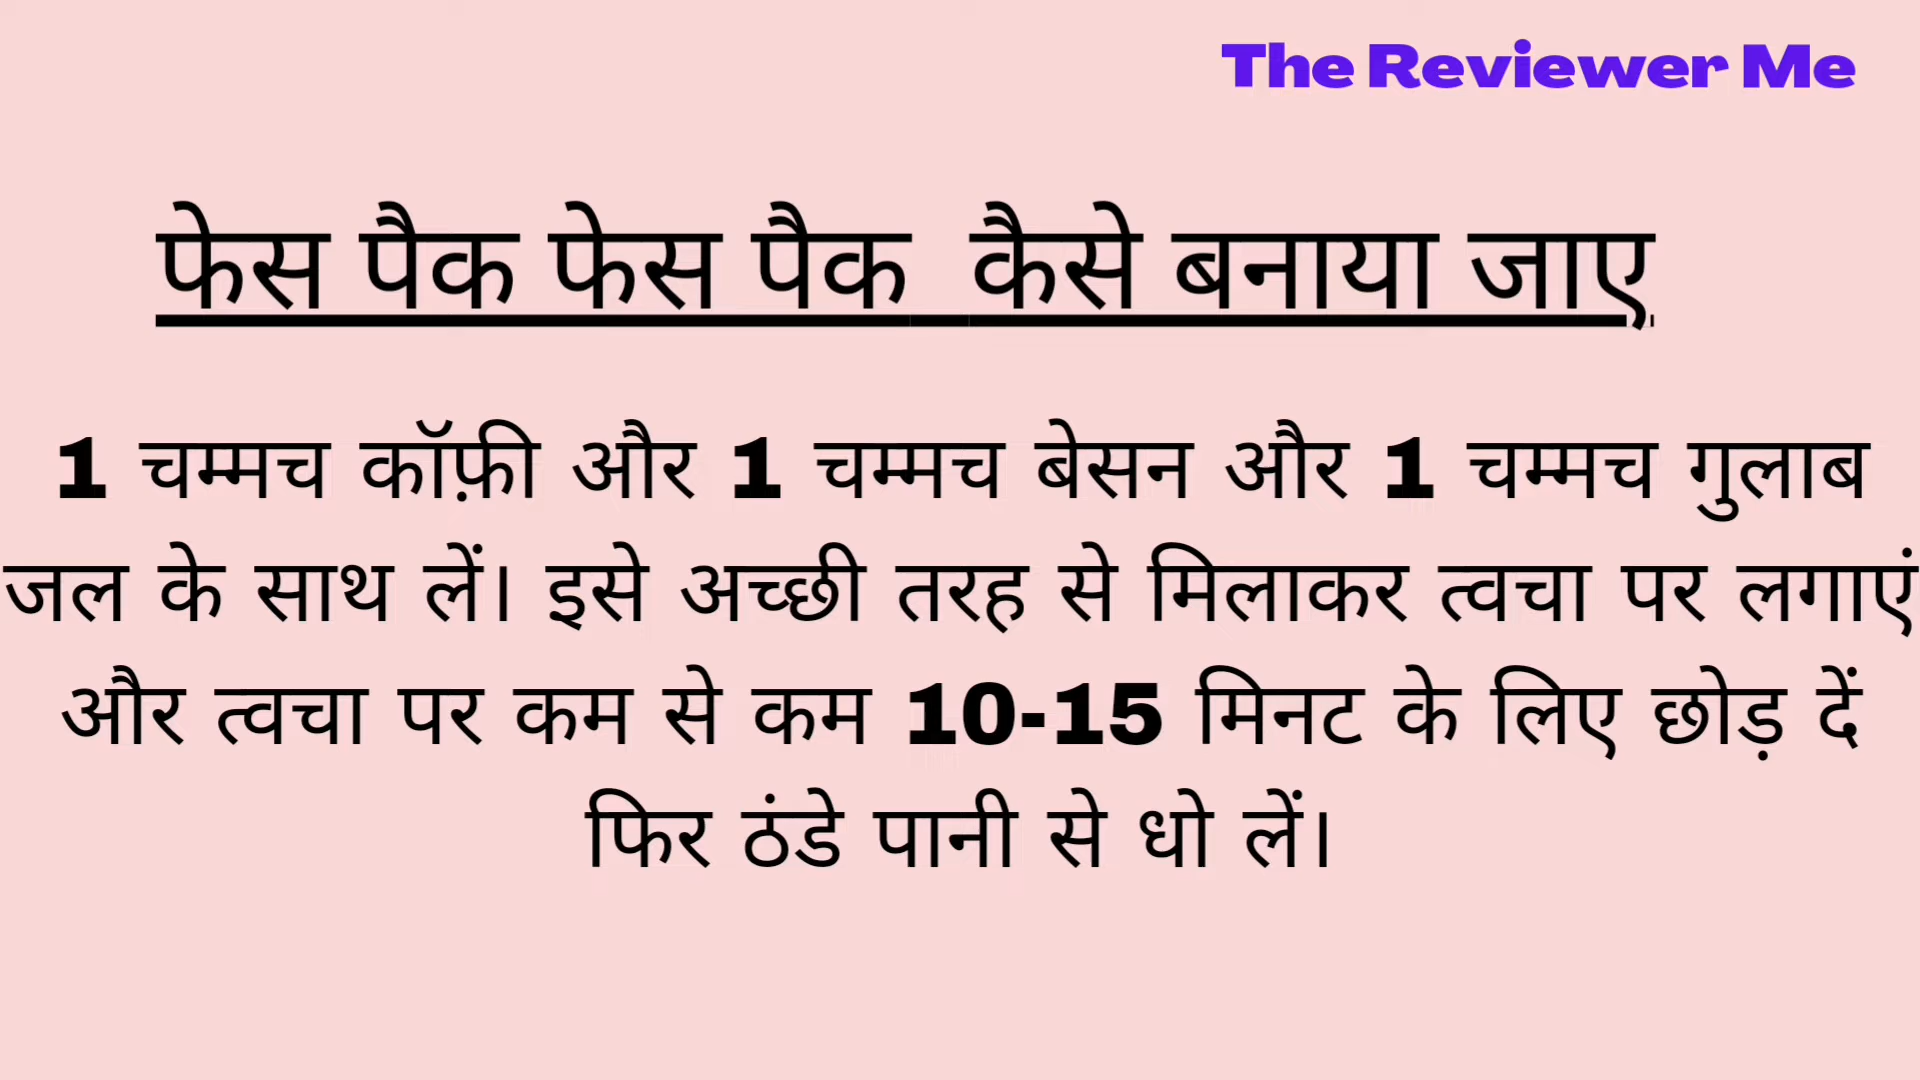 The Reviewer Me
फेस पैक फेस पैक कैसे बनाया जाए
1 चम्मच कॉफ़ी और 1 चम्मच बेसन और 1 चम्मच गुलाब
जल के साथ लें। इसे अच्छी तरह से मिलाकर त्वचा पर लगाएं
और त्वचा पर कम से कम 10-15 मिनट के लिए छोड़ दें
फिर ठंडे पानी से धो लें।